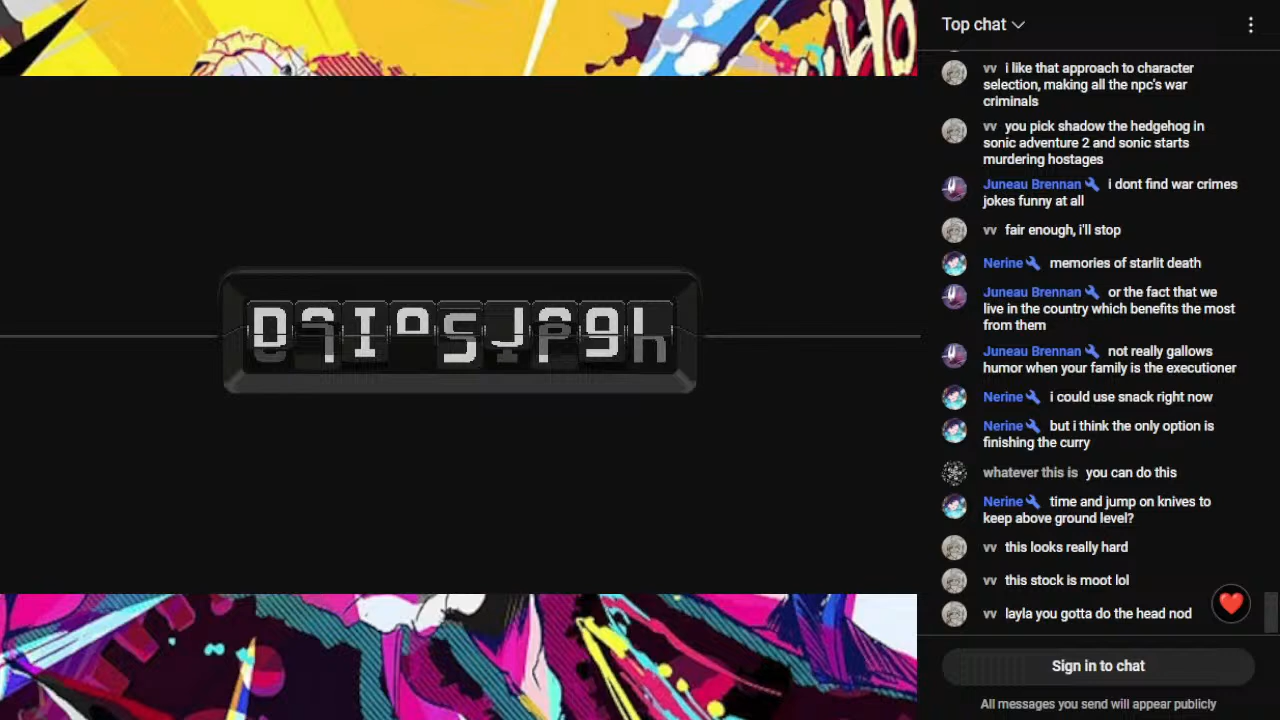 Top chat
vv i like that approach to character
selection, making all the npc's war
criminals
vv you pick shadow the hedgehog in
sonic adventure 2 and sonic starts
murdering hostages
Juneau Brennan i dont find war crimes
jokes funny at all
vv fair enough, i'll stop
Nerine memories of starlit death
Juneau Brennan or the fact that we
live in the country which benefits the most
from them
Juneau Brennan not really gallows
humor when your family is the executioner
Nerine i could use snack right now
Nerine but i think the only option is
finishing the curry
whatever this is you can do this
Nerine time and jump on knives to
keep above ground level?
vv this looks really hard
vv this stock is moot lol
vv layla you gotta do the head nod
Sign in to chat
All messages you send will appear publicly